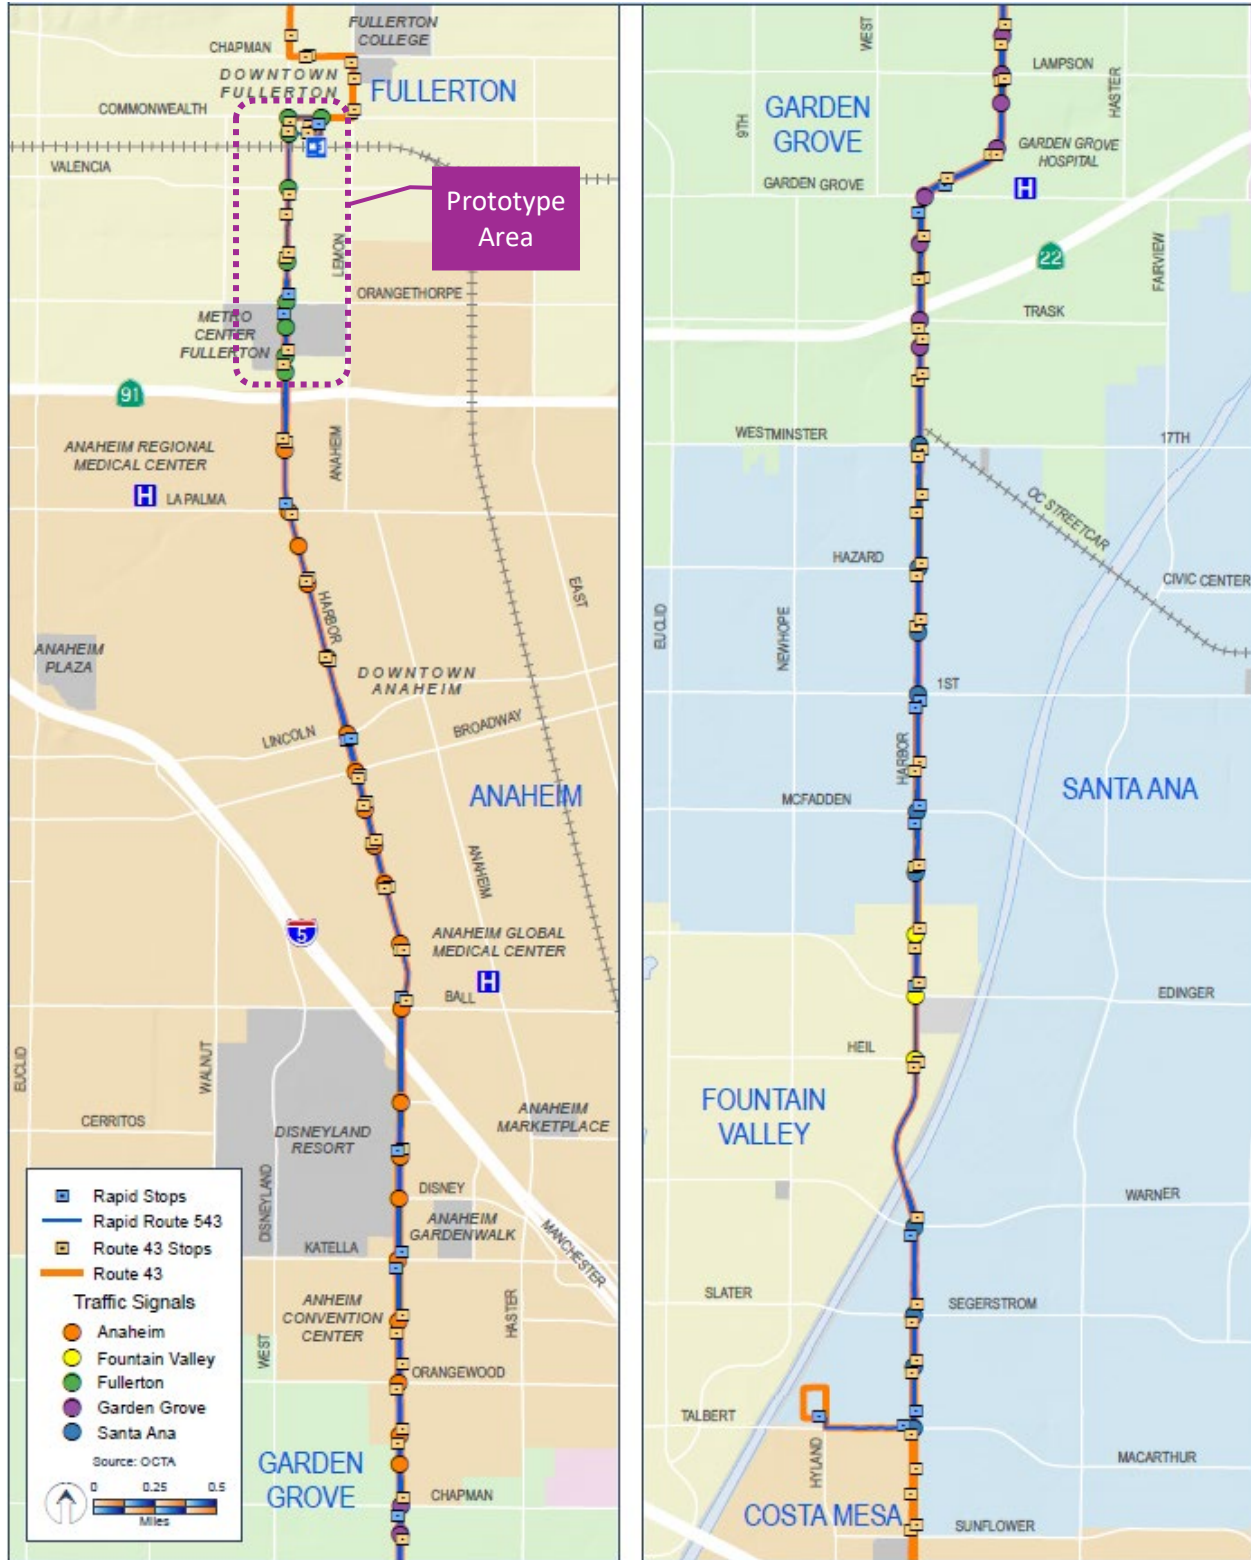 FULLERTON
COLLEGE
CHAPMAN
DOWNTOWN
FULLERTON
FULLERTON
COMMONWEALTH
VALENCIA
Prototype
Area
LEMON
ORANGETHORPE
METRO
CENTER
FULLERTON
91
ANAHEIM REGIONAL
MEDICAL CENTER
ANAHEIM
H
LA PALMA
HARBOR
EAST
ANAHEIM
PLAZA
DOWNTOWN
ANAHEIM
LINCOLN
BROADWAY
ANAHEIM
ANAHEIM
5
ANAHEIM GLOBAL
MEDICAL CENTER
H
BALL
EUCLID
WALNUT
CERRITOS
DISNEYLAND
RESORT
ANAHEIM
MARKETPLACE
DISNEYLAND
DISNEY
ANAHEIM
GARDENWALK
KATELLA
MANCHESTER
ANHEIM
CONVENTION
CENTER
HASTER
WEST
ORANGEWOOD
GARDEN
GROVE
CHAPMAN
Rapid Stops
Rapid Route 543
Route 43 Stops
Route 43
Traffic Signals
Anaheim
Fountain Valley
Fullerton
Garden Grove
Santa Ana
Source: OCTA
0 0.25 0.5
Miles
WEST
LAMPSON
HASTER
GARDEN
GROVE
9TH
GARDEN GROVE
HOSPITAL
GARDEN GROVE
H
22
FAIRVIEW
TRASK
WESTMINSTER
17TH
OC STREETCAR
HAZARD
CIVIC CENTER
EUCLID
NEWHOPE
1ST
HARBOR
MCFADDEN
SANTA ANA
EDINGER
HEIL
FOUNTAIN
VALLEY
WARNER
SLATER
SEGERSTROM
TALBERT
HYLAND
MACARTHUR
COSTA MESA
SUNFLOWER